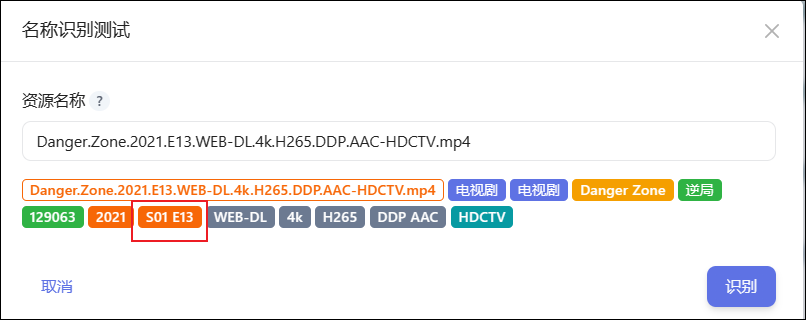 名称识别测试
资源名称 ?
Danger.Zone.2021.E13.WEB-DL.4k.H265.DDP.AAC-HDCTV.mp4
Danger.Zone.2021.E13.WEB-DL.4k.H265.DDP.AAC-HDCTV.mp4 电视剧 电视剧 Danger Zone 逆局
129063 2021 S01 E13 WEB-DL 4k H265 DDP AAC HDCTV
取消 识别